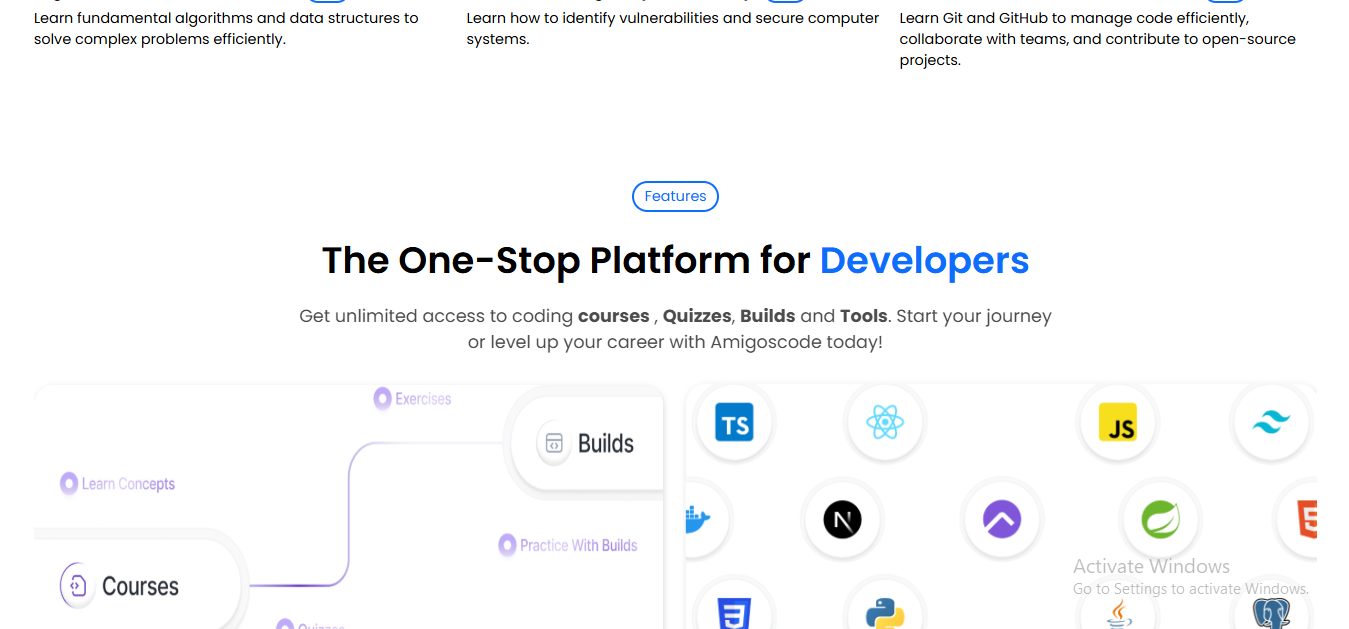 Learn fundamental algorithms and data structures to
solve complex problems efficiently.
Learn how to identify vulnerabilities and secure computer
systems.
Learn Git and GitHub to manage code efficiently,
collaborate with teams, and contribute to open-source
projects.
Features
The One-Stop Platform for Developers
Get unlimited access to coding courses , Quizzes, Builds and Tools. Start your journey
or level up your career with Amigoscode today!
Exercises
Builds
Learn Concepts
Practice With Builds
Courses
Quizzes
TS
JS
N
5
3
Activate Windows
Go to Settings to activate Windows.